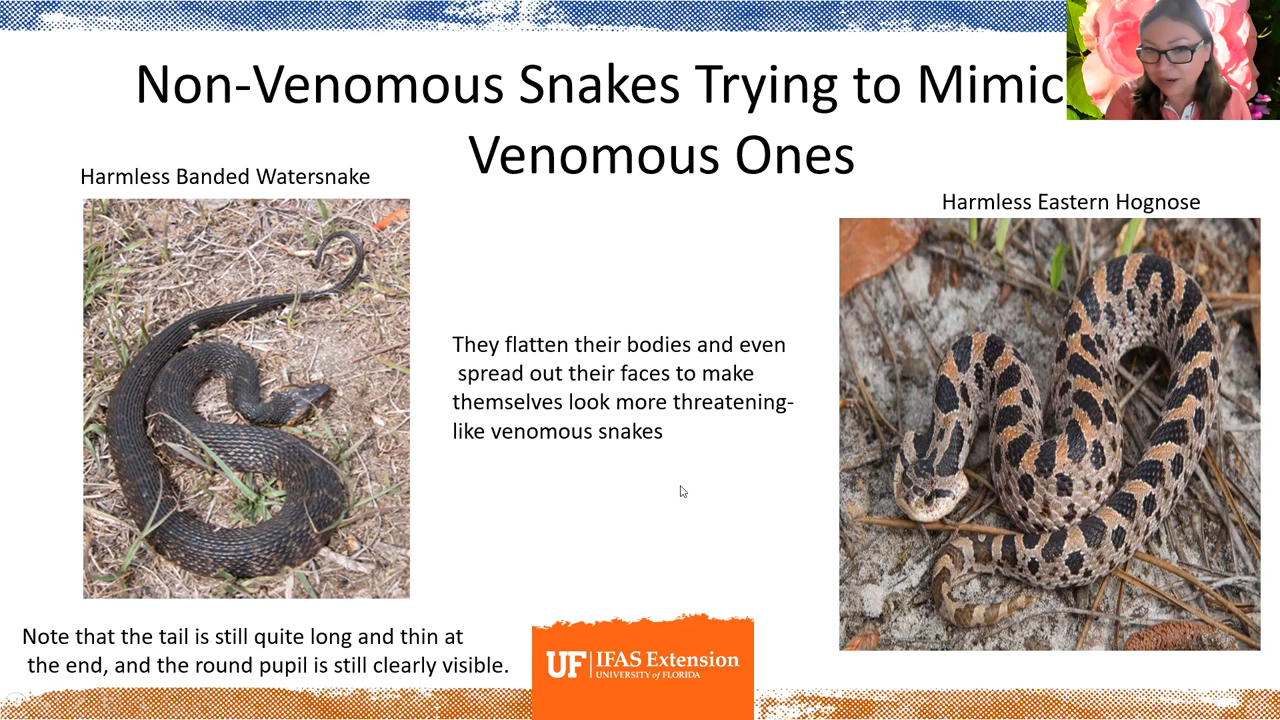 Non-Venomous Snakes Trying to Mimic
Venomous Ones
Harmless Banded Watersnake
Harmless Eastern Hognose
They flatten their bodies and even
spread out their faces to make
themselves look more threatening-
like venomous snakes
Note that the tail is still quite long and thin at
the end, and the round pupil is still clearly visible.
UF | IFAS Extension
UNIVERSITY of FLORIDA